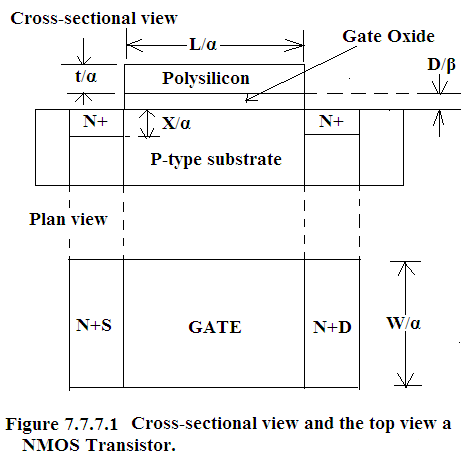 Cross-sectional view
L/α
Gate Oxide
t/α
Polysilicon
D/β
N+
X/α
N+
P-type substrate
Plan view
N+S
GATE
N+D
W/α
Figure 7.7.7.1 Cross-sectional view and the top view a
NMOS Transistor.